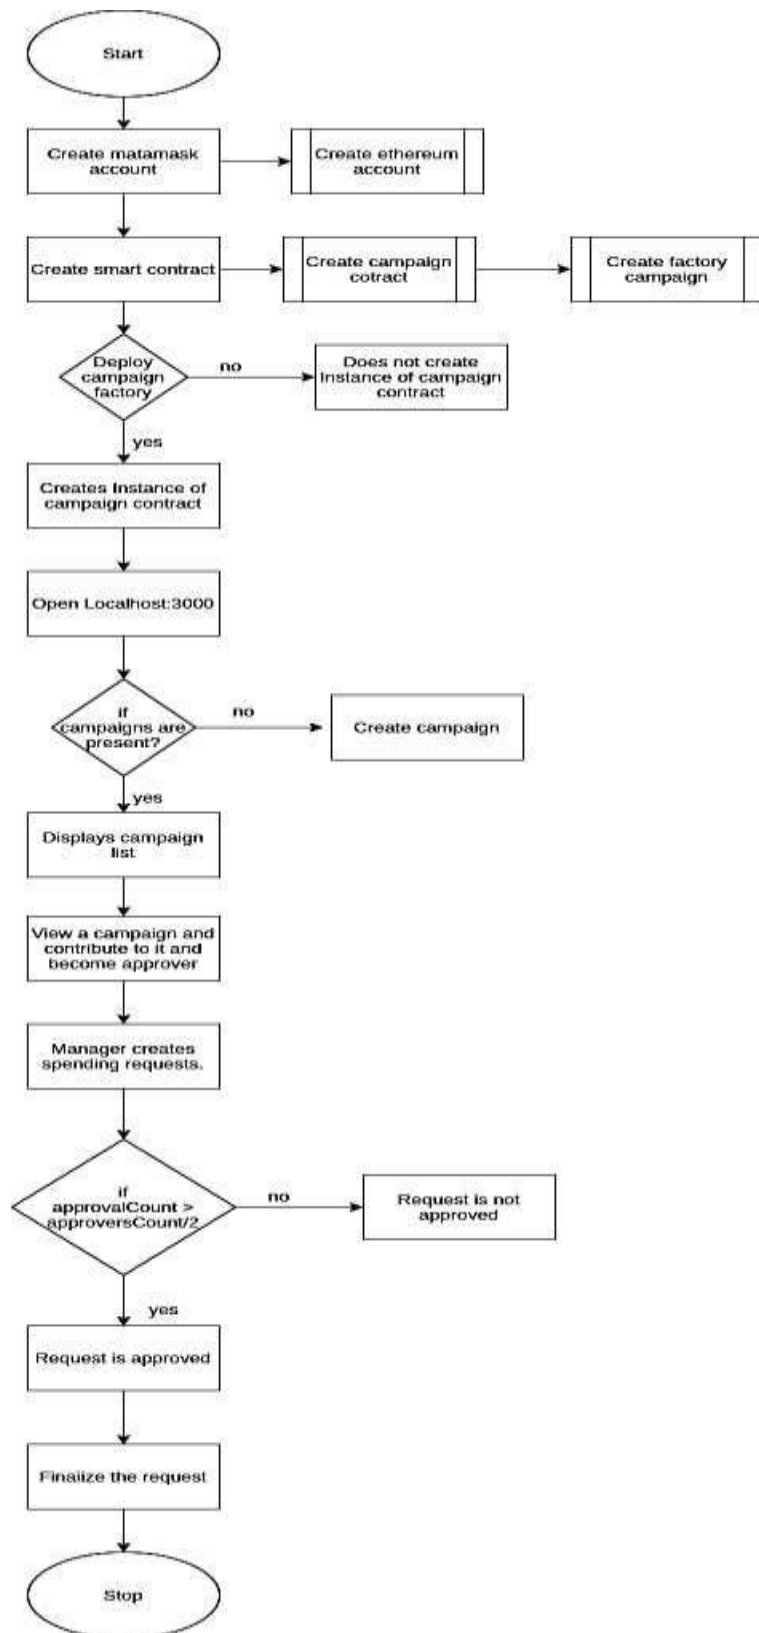 Start
Create matamask
account
Create ethereum
account
Create smart contract
Create campaign
cotract
Create factory
campaign
Deploy
campaign
factory
no
Does not create
Instance of campaign
contract
yes
Creates Instance of
campaign contract
Open Localhost:3000
if
campaigns are
present?
no
Create campaign
yes
Displays campaign
list
View a campaign and
contribute to it and
become approver
Manager creates
spending requests.
if
approvalCount >
approversCount/2
no
Request is not
approved
yes
Request is approved
Finalize the request
Stop